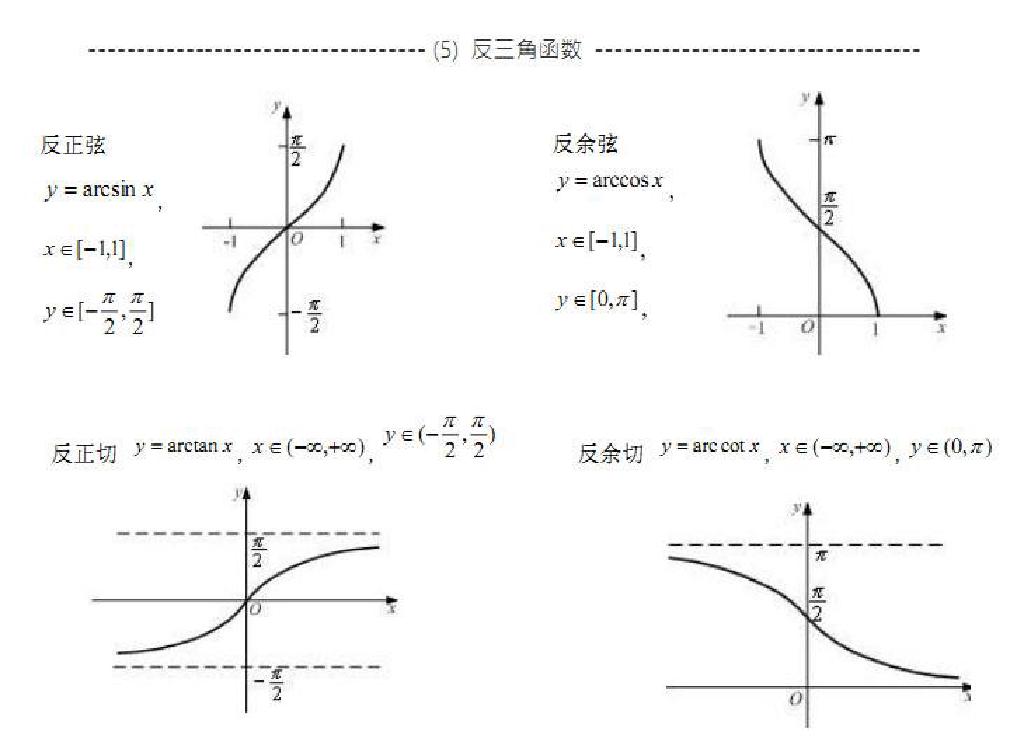 (5) 反三角函数
反正弦
y = arcsin x,
x∈[−1,1],
y∈[−π/2,π/2]
y
π/2
-1
O
1
x
−π/2
反余弦
y = arccos x,
x∈[−1,1],
y∈[0,π],
y
π
π/2
-1
O
1
x
反正切 y = arctan x, x∈(−∞,+∞), y∈(−π/2,π/2)
y
π/2
O
x
−π/2
反余切 y = arc cot x, x∈(−∞,+∞), y∈(0,π)
y
π
π/2
O
x